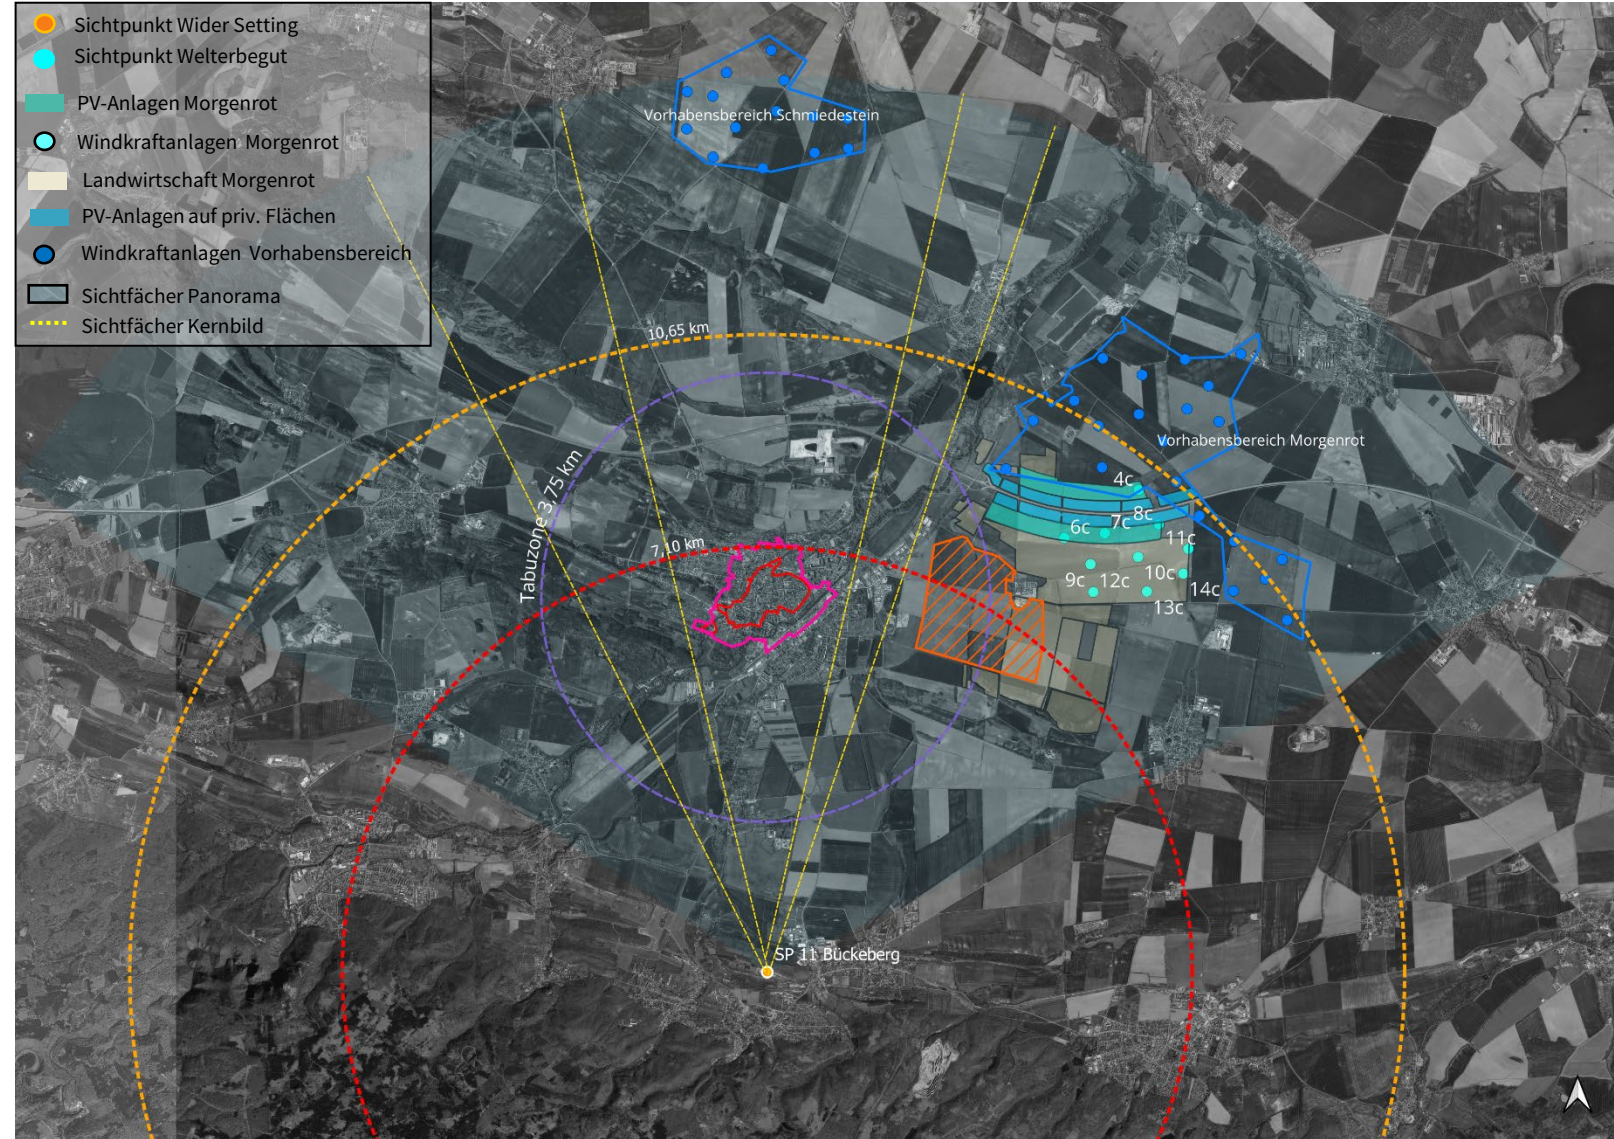 Sichtpunkt Wider Setting
Sichtpunkt Welterbegut
PV-Anlagen Morgenrot
Windkraftanlagen Morgenrot
Landwirtschaft Morgenrot
PV-Anlagen auf priv. Flächen
Windkraftanlagen Vorhabensbereich
Sichtfächer Panorama
Sichtfächer Kernbild
Vorhabensbereich Schmiedestein
10,65 km
Vorhabensbereich Morgenrot
Tabuzone 3,75 km
4c
8c
7c
6c
11c
7,10 km
10c
9c
12c
14c
13c
SP 11 Bückeberg